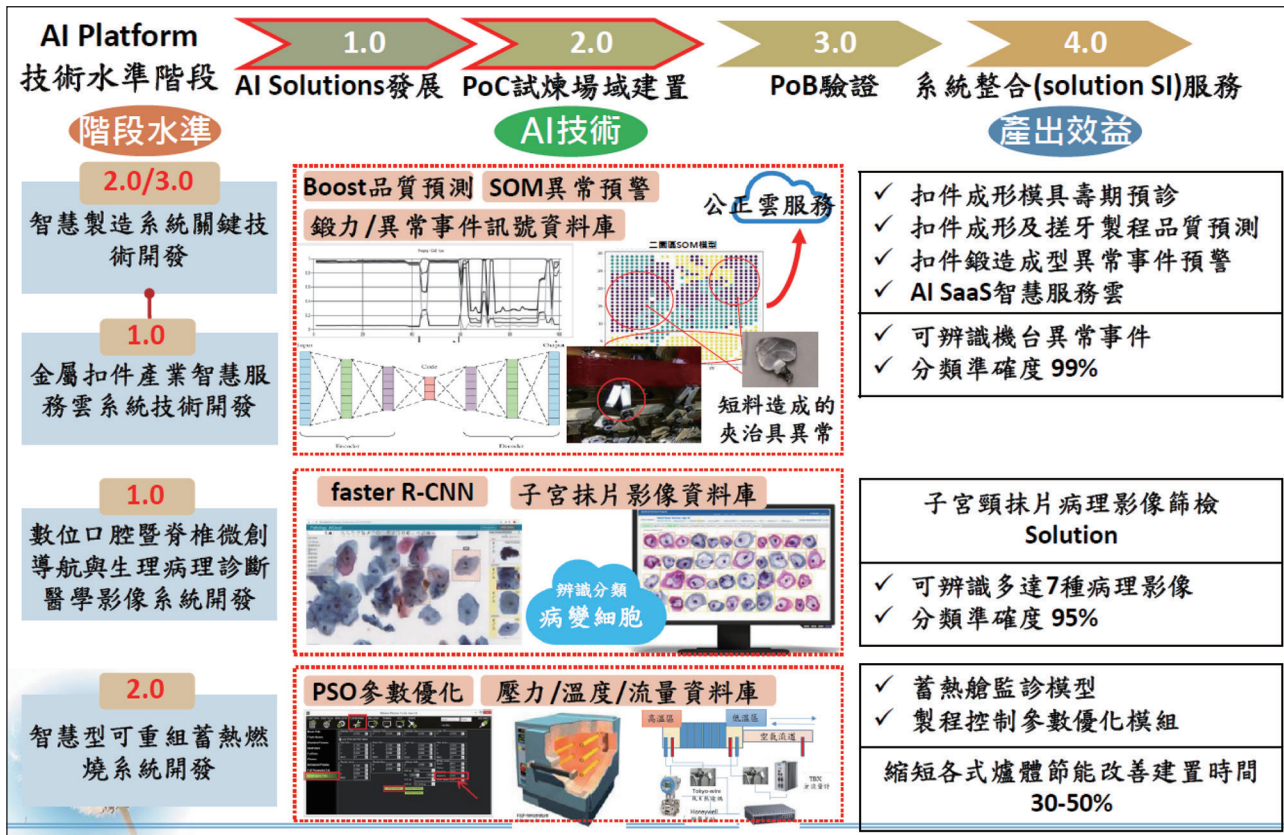 AI Platform
技術水準階段
1.0
2.0
3.0
4.0
AI Solutions發展
PoC試煉場域建置
PoB驗証
系統整合(solution SI)服務
階段水準
AI技術
產出效益
2.0/3.0
智慧製造系統關鍵技
術開發
1.0
金屬扣件產業智慧服
務雲系統技術開發
Boost品質預測
SOM異常預警
鍛力/異常事件訊號資料庫
公正雲服務
二園區SOM模型
Input
Output
Code
Encoder
Decoder
短料造成的
夾治具異常
✓ 扣件成形模具壽期預診
✓ 扣件成形及搓牙製程品質預測
✓ 扣件鍛造成型異常事件預警
✓ AI SaaS智慧服務雲
✓ 可辨識機台異常事件
✓ 分類準確度 99%
1.0
數位口腔暨脊椎微創
導航與生理病理診斷
醫學影像系統開發
faster R-CNN
子宮抹片影像資料庫
辨識分類
病變細胞
子宮頸抹片病理影像篩檢
Solution
✓ 可辨識多達7種病理影像
✓ 分類準確度 95%
2.0
智慧型可重組蓄熱燃
燒系統開發
PSO參數優化
壓力/溫度/流量資料庫
高溫區
低溫區
空氣流道
Tokyo-wire
Honeywell
✓ 蓄熱艙監診模型
✓ 製程控制參數優化模組
縮短各式爐體節能改善建置時間
30-50%